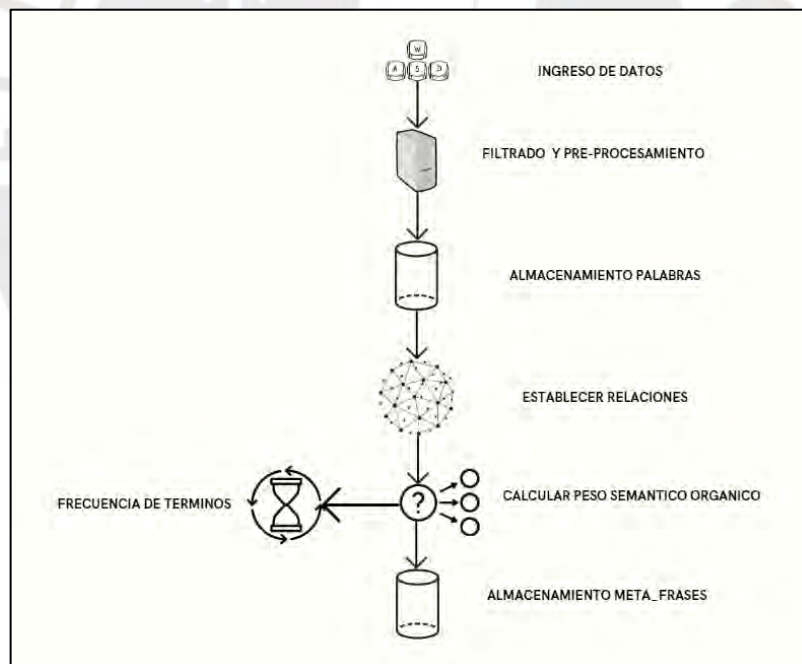 W
A S D
INGRESO DE DATOS
FILTRADO Y PRE-PROCESAMIENTO
ALMACENAMIENTO PALABRAS
ESTABLECER RELACIONES
FRECUENCIA DE TERMINOS
?
CALCULAR PESO SEMANTICO ORGANICO
ALMACENAMIENTO META_FRASES